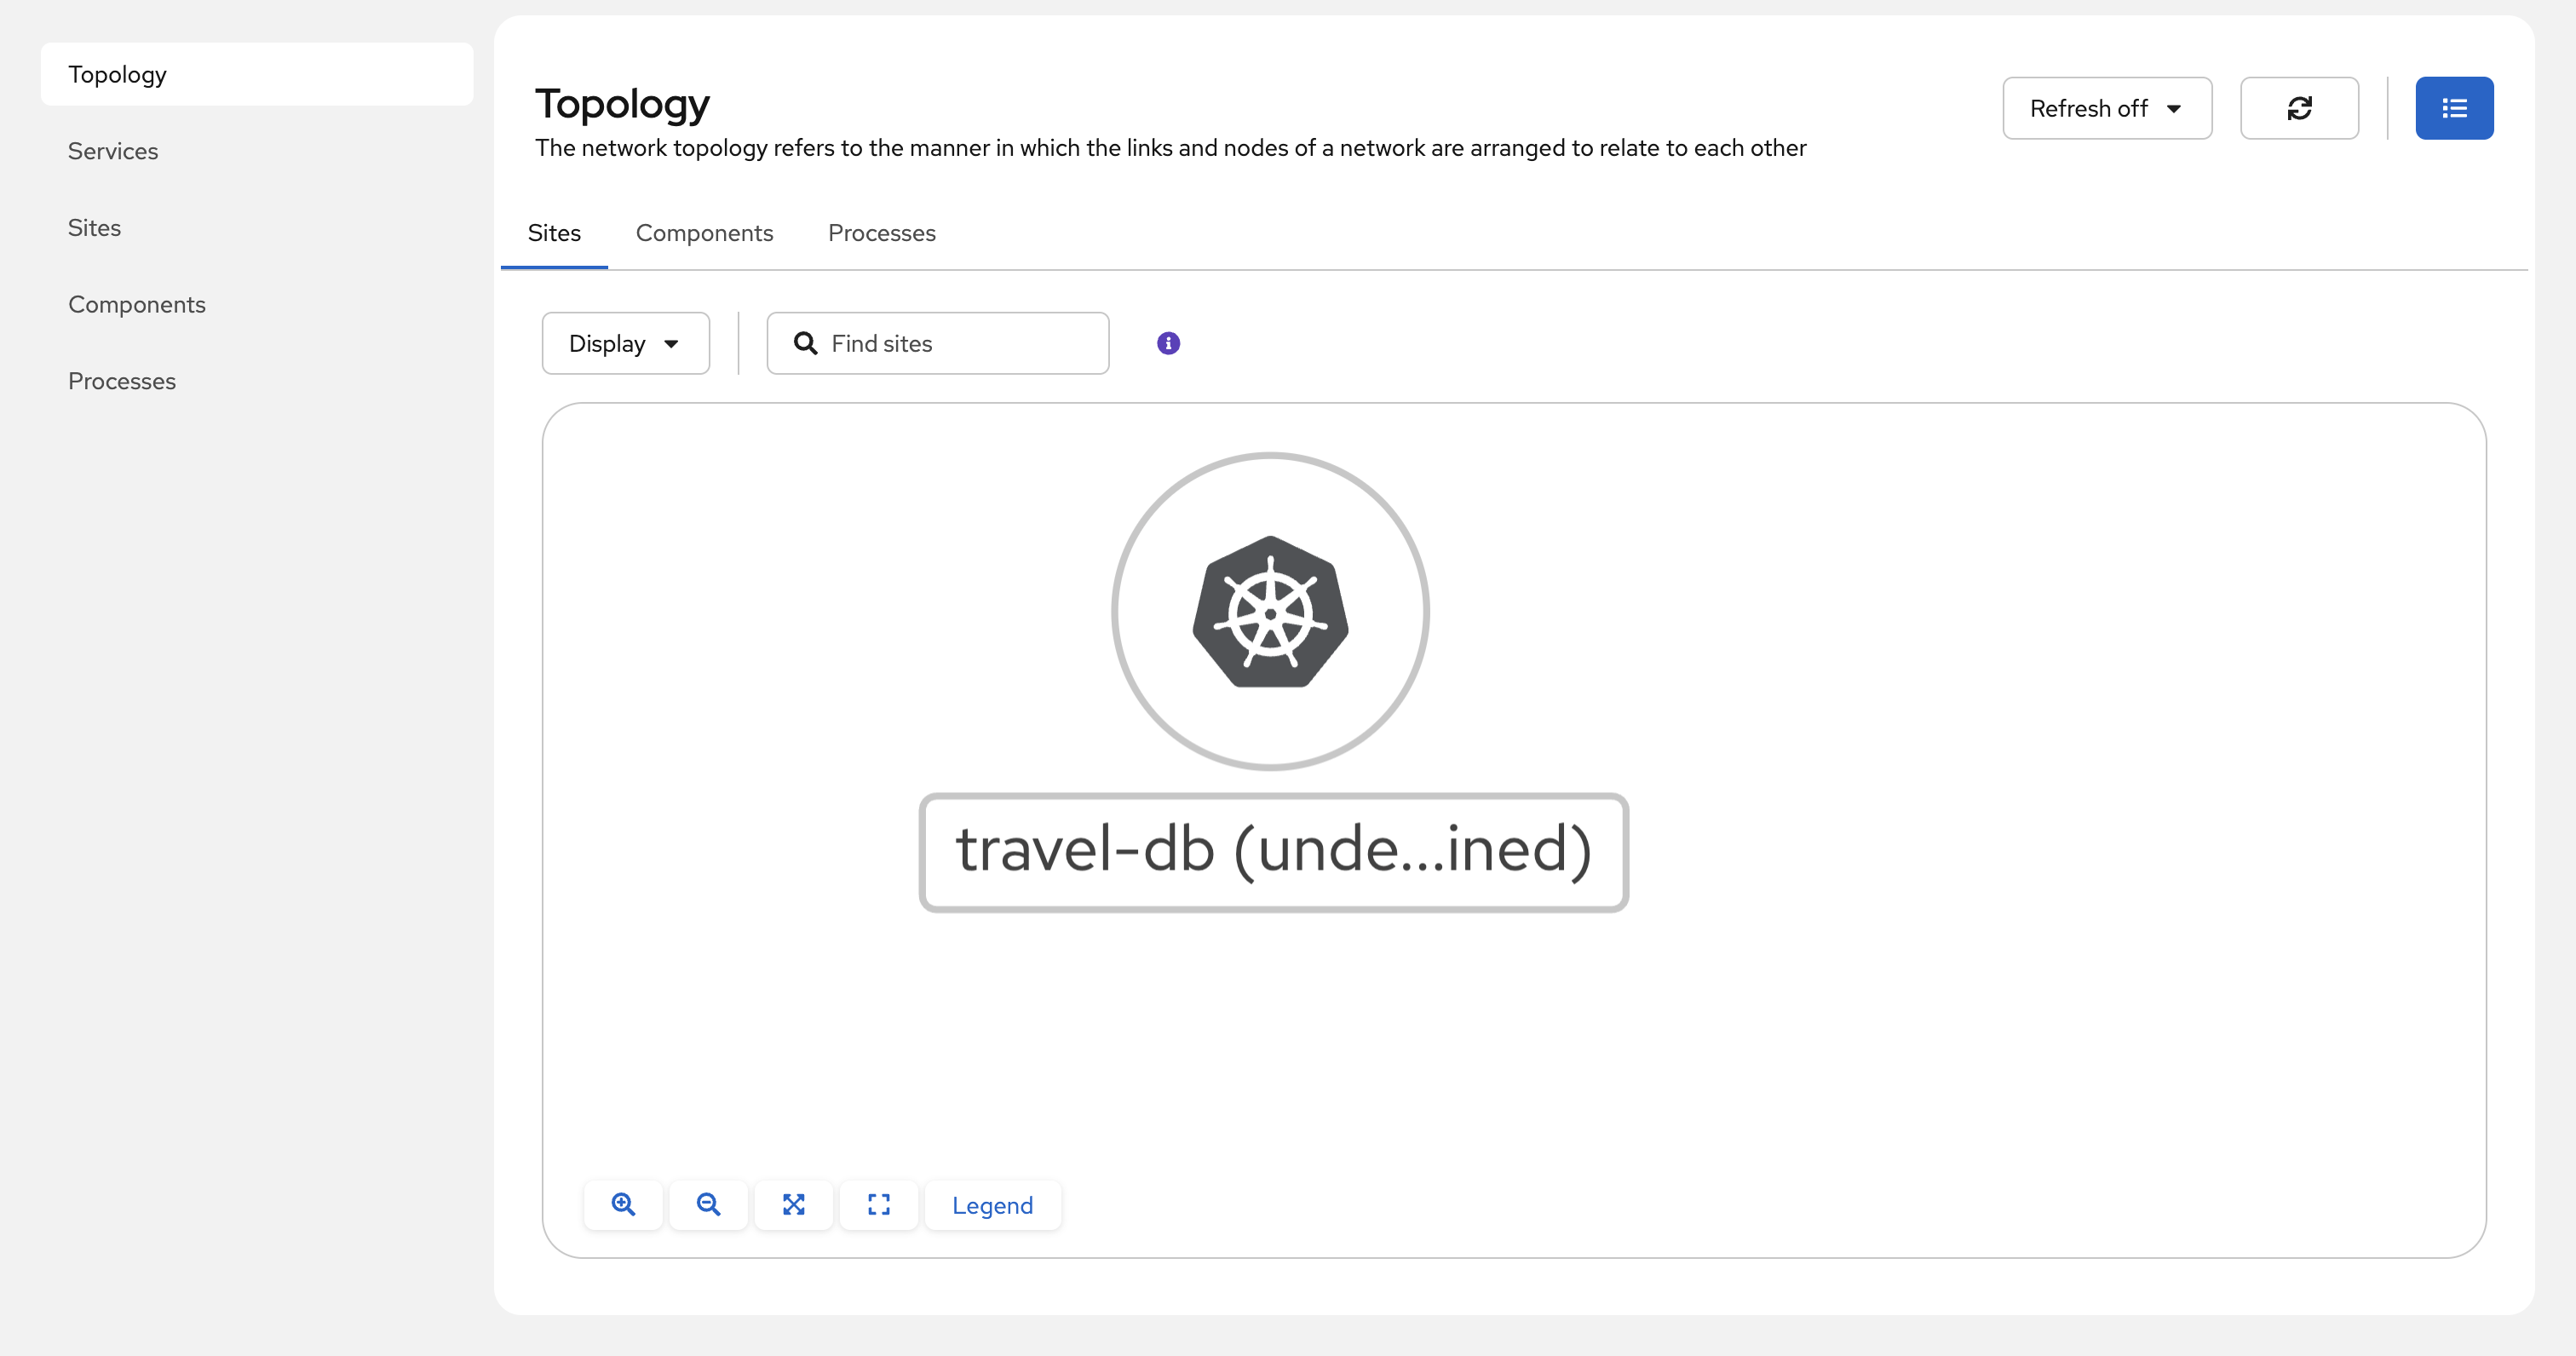 Topology
Services
Sites
Components
Processes
Topology
The network topology refers to the manner in which the links and nodes of a network are arranged to relate to each other
Refresh off
Sites Components Processes
Display
Find sites
travel-db (unde...ined)
Legend